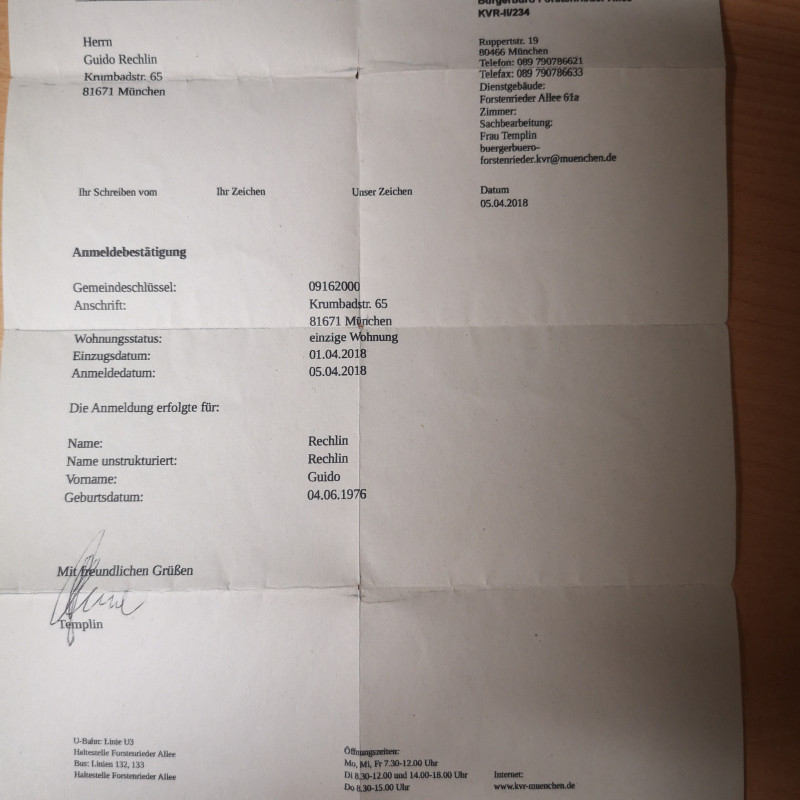 Bürgerbüro Forstenrieder Allee
KVR-II/234
Herrn
Guido Rechlin
Krumbadstr. 65
81671 München
Ruppertstr. 19
80466 München
Telefon: 089 790786621
Telefax: 089 790786633
Dienstgebäude:
Forstenrieder Allee 61a
Zimmer:
Sachbearbeitung:
Frau Templin
buergerbuero-
forstenrieder.kvr@muenchen.de
Ihr Schreiben vom Ihr Zeichen Unser Zeichen Datum
05.04.2018
Anmeldebestätigung
Gemeindeschlüssel: 09162000
Anschrift: Krumbadstr. 65
81671 München
Wohnungsstatus: einzige Wohnung
Einzugsdatum: 01.04.2018
Anmeldedatum: 05.04.2018
Die Anmeldung erfolgte für:
Name: Rechlin
Name unstrukturiert: Rechlin
Vorname: Guido
Geburtsdatum: 04.06.1976
Mit freundlichen Grüßen
Templin
U-Bahn: Linie U3
Haltestelle Forstenrieder Allee
Bus: Linien 132, 133
Haltestelle Forstenrieder Allee
Öffnungszeiten:
Mo, Mi, Fr 7.30-12.00 Uhr
Di 8.30-12.00 und 14.00-18.00 Uhr
Do 8.30-15.00 Uhr
Internet:
www.kvr-muenchen.de